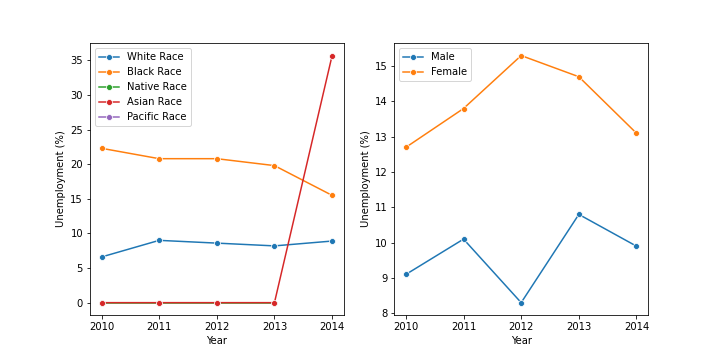 White Race
Black Race
Native Race
Asian Race
Pacific Race
35
30
25
20
15
10
5
0
Unemployment (%)
2010 2011 2012 2013 2014
Year
Male
Female
15
14
13
12
11
10
9
8
Unemployment (%)
2010 2011 2012 2013 2014
Year